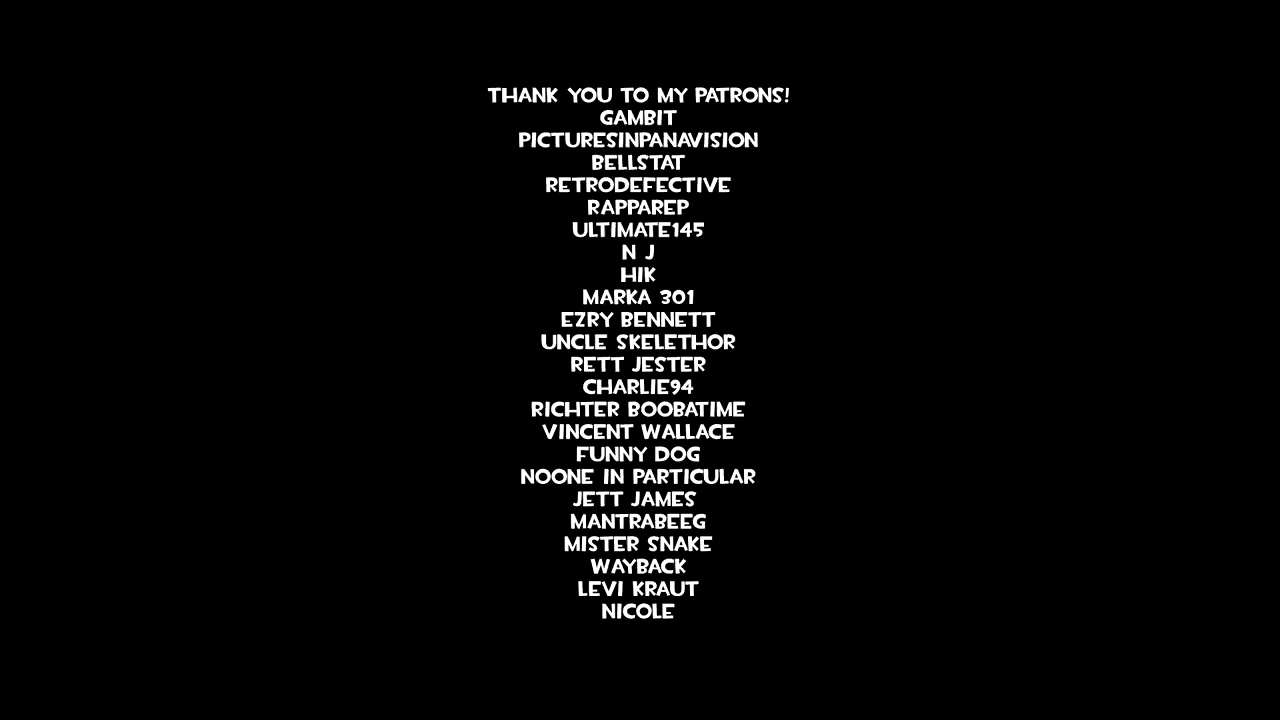 THANK YOU TO MY PATRONS!
GAMBIT
PICTURESINPANAVISION
BELLSTAT
RETRODEFECTIVE
RAPPAREP
ULTIMATE145
N J
HIK
MARKA 301
EZRY BENNETT
UNCLE SKELETHOR
RETT JESTER
CHARLIE94
RICHTER BOOBATIME
VINCENT WALLACE
FUNNY DOG
NOONE IN PARTICULAR
JETT JAMES
MANTRABEEG
MISTER SNAKE
WAYBACK
LEVI KRAUT
NICOLE